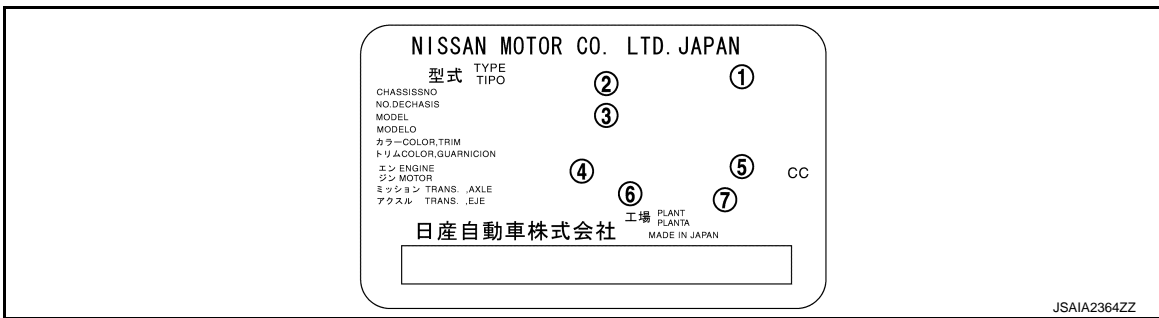 NISSAN MOTOR CO. LTD. JAPAN
型式 TYPE ① 
TIPO ②
CHASSISNO
NO.DECHASIS ③
MODEL
MODELO
カラーCOLOR,TRIM
トリムCOLOR,GUARNICION
エン ENGINE ④ ⑤ CC
ジン MOTOR
ミッション TRANS. ,AXLE ⑥ ⑦
アクスル TRANS. ,EJE
工場 PLANT
PLANTA
日産自動車株式会社 MADE IN JAPAN
JSAIA2364ZZ